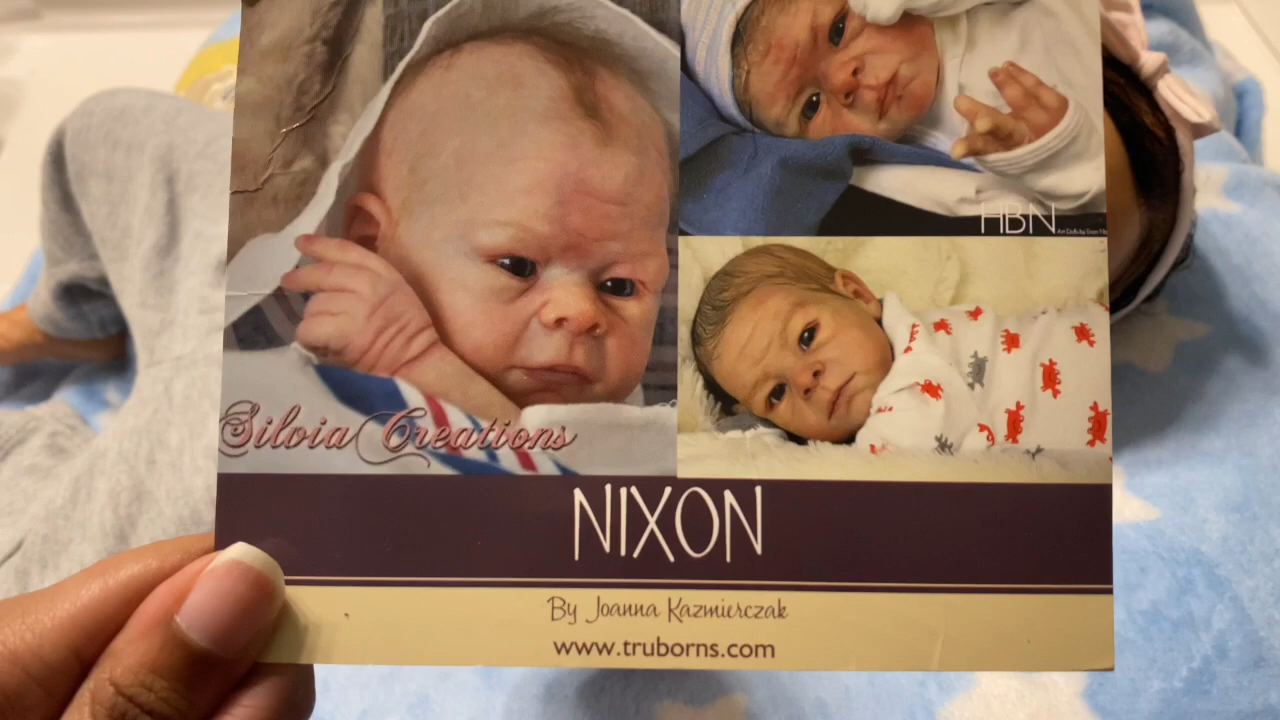 HBN
Silvia Creations
NIXON
By Joanna Kazmierczak
www.truborns.com